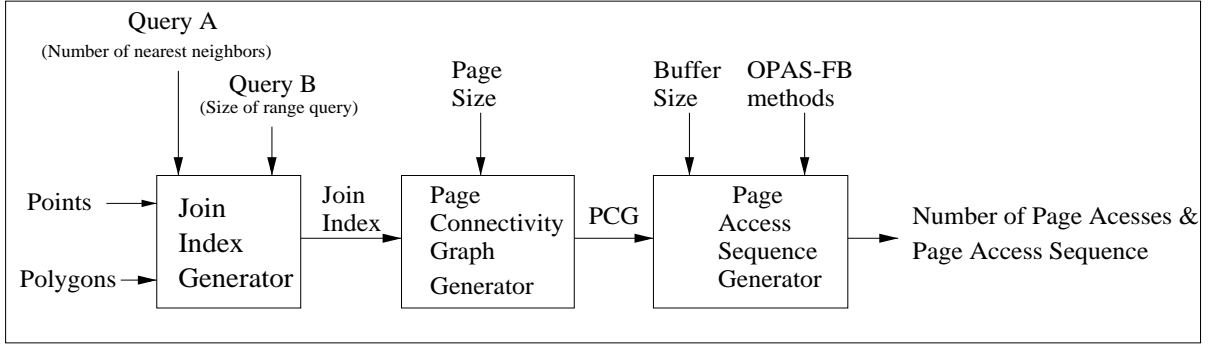 Query A
(Number of nearest neighbors)
Query B
(Size of range query)
Page
Size
Buffer
Size
OPAS-FB
methods
Points
Polygons
Join
Index
Generator
Join
Index
Page
Connectivity
Graph
Generator
PCG
Page
Access
Sequence
Generator
Number of Page Acesses &
Page Access Sequence